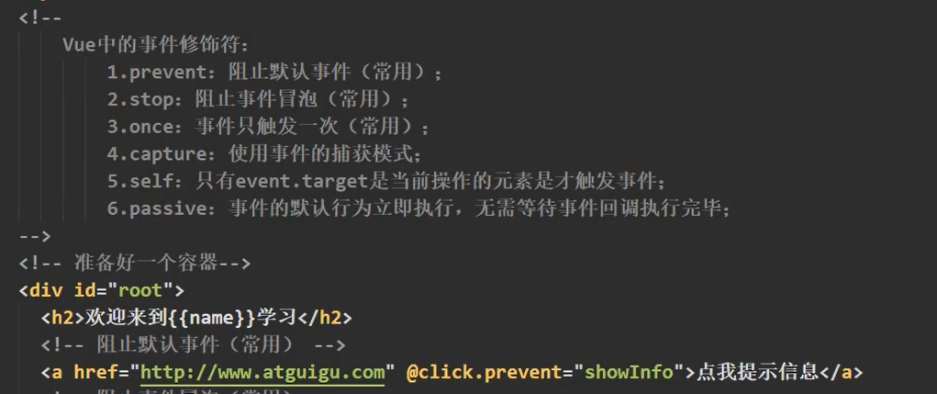 <!--
Vue中的事件修饰符:
1.prevent: 阻止默认事件（常用）;
2.stop: 阻止事件冒泡（常用）;
3.once: 事件只触发一次（常用）;
4.capture: 使用事件的捕获模式;
5.self: 只有event.target是当前操作的元素是才触发事件;
6.passive: 事件的默认行为立即执行，无需等待事件回调执行完毕;
-->
<!-- 准备好一个容器-->
<div id="root">
<h2>欢迎来到{{name}}学习</h2>
<!-- 阻止默认事件（常用） -->
<a href="http://www.atguigu.com" @click.prevent="showInfo">点我提示信息</a>